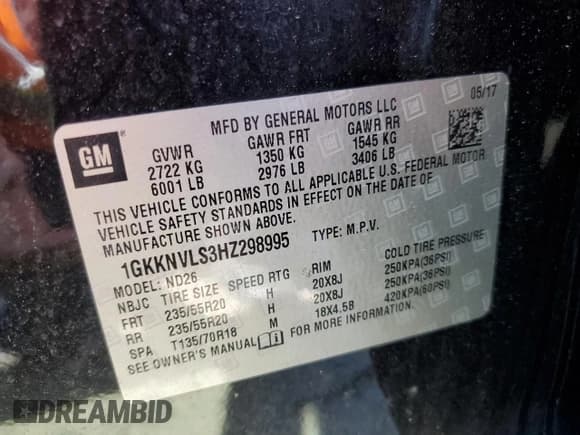 05/17
MFD BY GENERAL MOTORS LLC
GM
GVWR GAWR FRT GAWR RR
2722 KG 1350 KG 1545 KG
6001 LB 2976 LB 3406 LB
THIS VEHICLE CONFORMS TO ALL APPLICABLE U.S. FEDERAL MOTOR
VEHICLE SAFETY STANDARDS IN EFFECT ON THE DATE OF
MANUFACTURE SHOWN ABOVE.
1GKKNVLS3HZ298995 TYPE: M.P.V.
MODEL: ND26
NBJC TIRE SIZE SPEED RTG RIM COLD TIRE PRESSURE
FRT 235/55R20 H 20X8J 250KPA(36PSI)
RR 235/55R20 H 20X8J 250KPA(36PSI)
SPA T135/70R18 M 18X4.5B 420KPA(60PSI)
SEE OWNER'S MANUAL FOR MORE INFORMATION.
DREAMBID